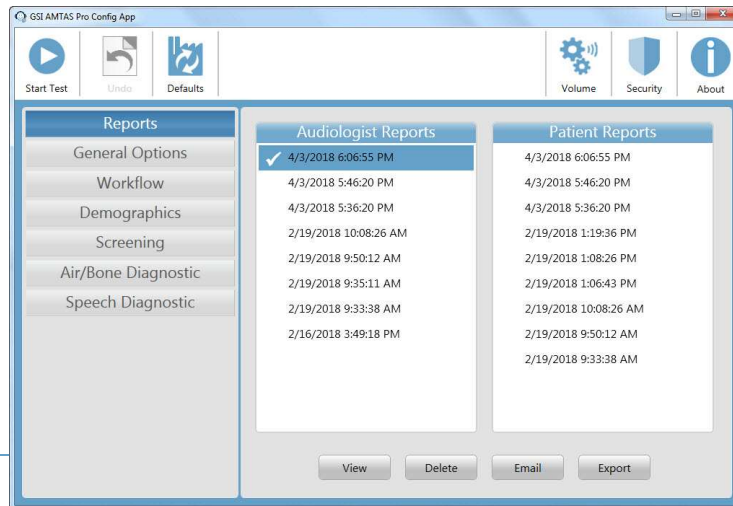 GSI AMTAS Pro Config App
Start Test
Undo
Defaults
Volume
Security
About
Reports
General Options
Workflow
Demographics
Screening
Air/Bone Diagnostic
Speech Diagnostic
Audiologist Reports
4/3/2018 6:06:55 PM
4/3/2018 5:46:20 PM
4/3/2018 5:36:20 PM
2/19/2018 10:08:26 AM
2/19/2018 9:50:12 AM
2/19/2018 9:35:11 AM
2/19/2018 9:33:38 AM
2/16/2018 3:49:18 PM
Patient Reports
4/3/2018 6:06:55 PM
4/3/2018 5:46:20 PM
4/3/2018 5:36:20 PM
2/19/2018 1:19:36 PM
2/19/2018 1:08:26 PM
2/19/2018 1:06:43 PM
2/19/2018 10:08:26 AM
2/19/2018 9:50:12 AM
2/19/2018 9:33:38 AM
View
Delete
Email
Export